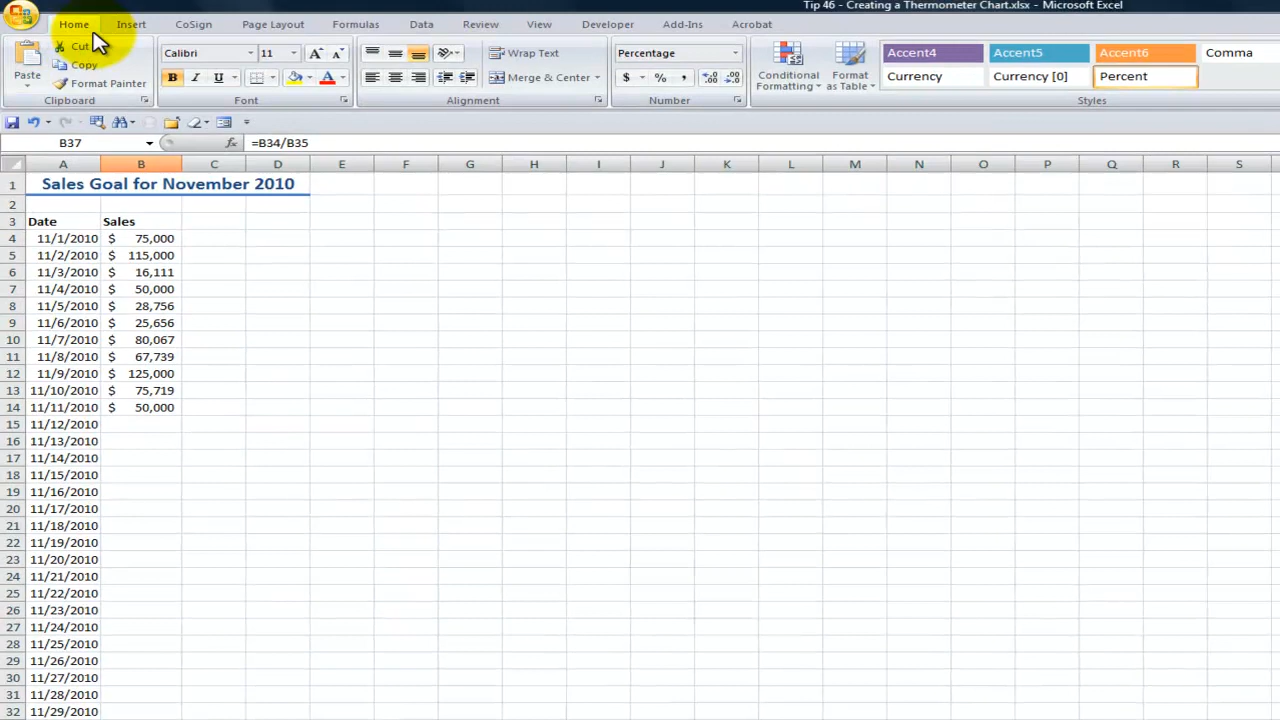 Tip 46 - Creating a Thermometer Chart.xlsx - Microsoft Excel
Home Insert CoSign Page Layout Formulas Data Review View Developer Add-Ins Acrobat
Paste
Cut
Copy
Format Painter
Calibri 11
B I U
A A
Wrap Text
Merge & Center
Percentage
$ % ,
Conditional Formatting
Format as Table
Accent4 Accent5 Accent6 Comma
Currency Currency [0] Percent
Clipboard Font Alignment Number Styles
B37 fx =B34/B35
A B C D E F G H I J K L M N O P Q R S
1 Sales Goal for November 2010
2
3 Date Sales
4 11/1/2010 $ 75,000
5 11/2/2010 $ 115,000
6 11/3/2010 $ 16,111
7 11/4/2010 $ 50,000
8 11/5/2010 $ 28,756
9 11/6/2010 $ 25,656
10 11/7/2010 $ 80,067
11 11/8/2010 $ 67,739
12 11/9/2010 $ 125,000
13 11/10/2010 $ 75,719
14 11/11/2010 $ 50,000
15 11/12/2010
16 11/13/2010
17 11/14/2010
18 11/15/2010
19 11/16/2010
20 11/17/2010
21 11/18/2010
22 11/19/2010
23 11/20/2010
24 11/21/2010
25 11/22/2010
26 11/23/2010
27 11/24/2010
28 11/25/2010
29 11/26/2010
30 11/27/2010
31 11/28/2010
32 11/29/2010